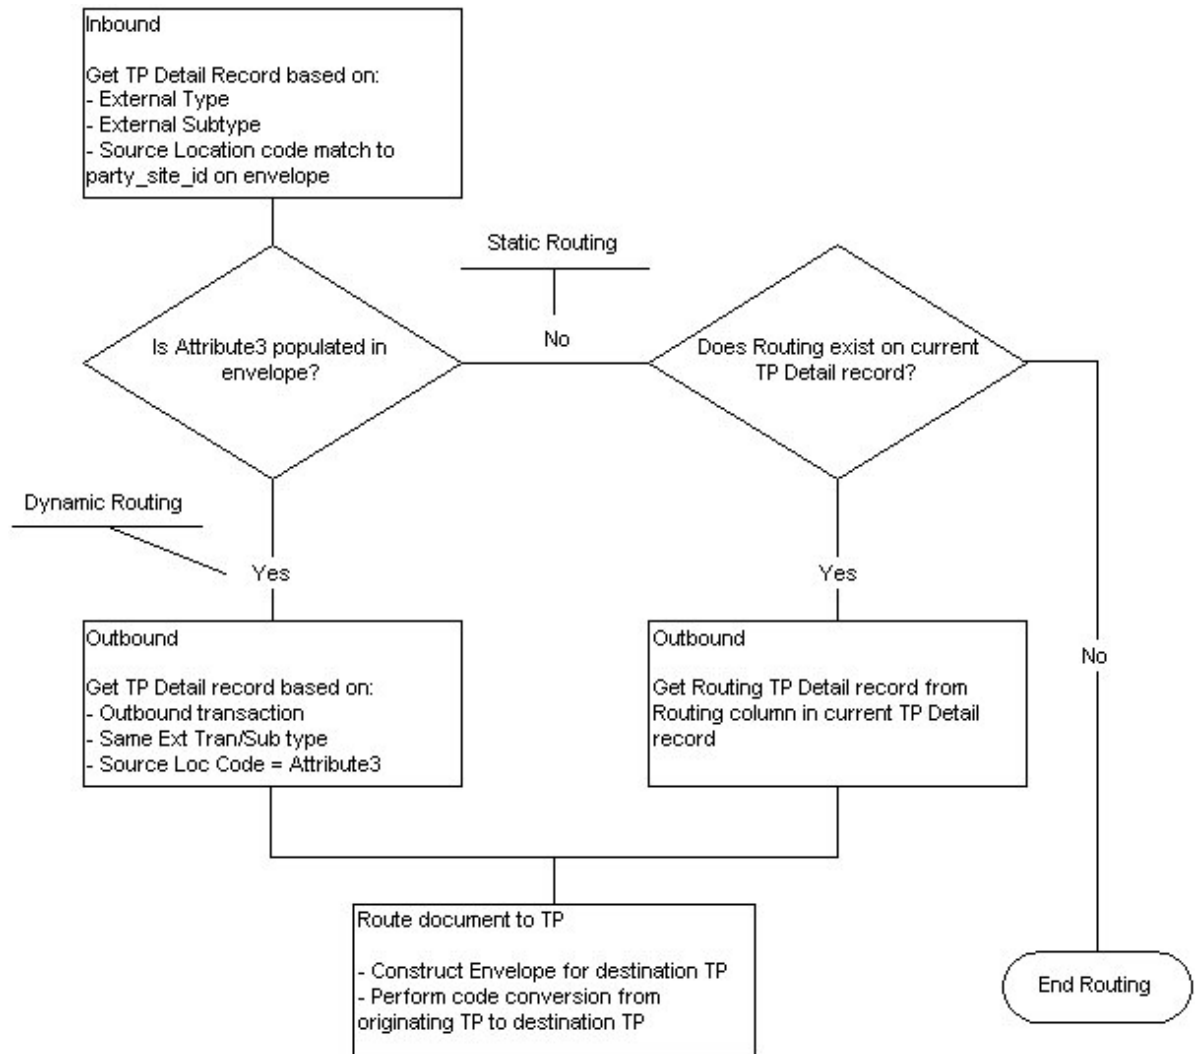 Inbound
Get TP Detail Record based on:
- External Type
- External Subtype
- Source Location code match to
party_site_id on envelope
Static Routing
No
Is Attribute3 populated in
envelope?
Does Routing exist on current
TP Detail record?
Dynamic Routing
Yes
Yes
No
Outbound
Get TP Detail record based on:
- Outbound transaction
- Same Ext Tran/Sub type
- Source Loc Code = Attribute3
Outbound
Get Routing TP Detail record from
Routing column in current TP Detail
record
Route document to TP
- Construct Envelope for destination TP
- Perform code conversion from
originating TP to destination TP
End Routing